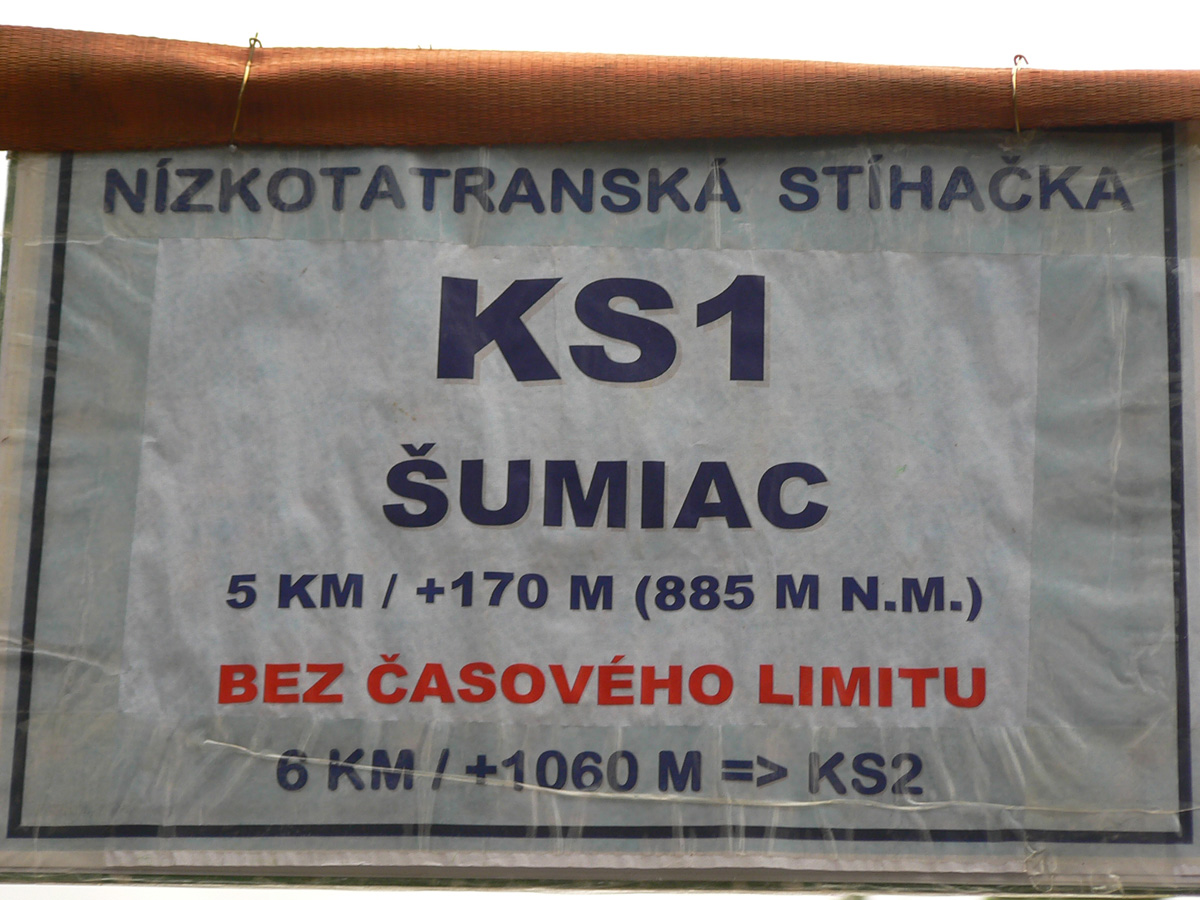 NÍZKOTATRANSKÁ STÍHAČKA
KS1
ŠUMIAC
5 KM / +170 M (885 M N.M.)
BEZ ČASOVÉHO LIMITU
6 KM / +1060 M => KS2